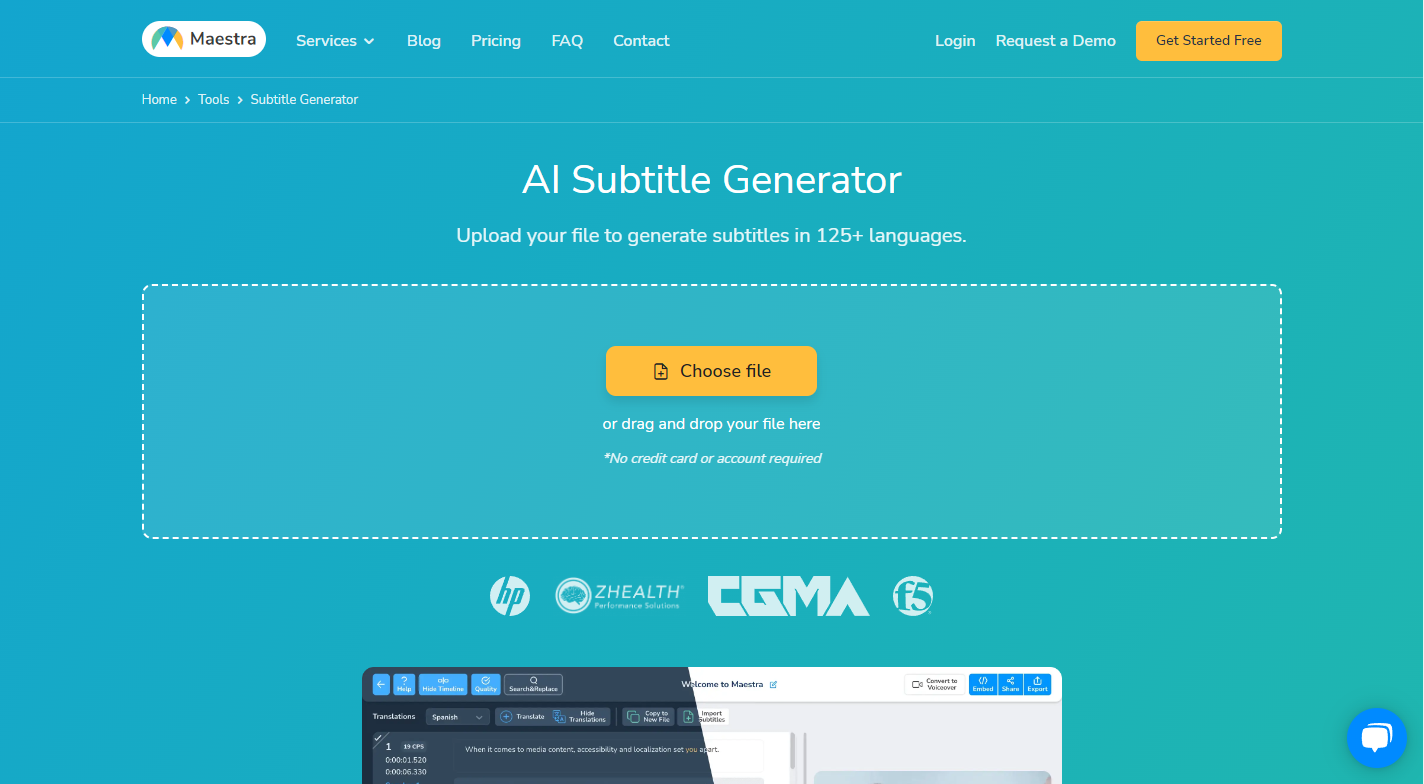 Maestra
Services
Blog
Pricing
FAQ
Contact
Login
Request a Demo
Get Started Free
Home
Tools
Subtitle Generator
AI Subtitle Generator
Upload your file to generate subtitles in 125+ languages.
Choose file
or drag and drop your file here
*No credit card or account required
hp
ZHEALTH
Performance Solutions
CGMA
f5
Help
Hide Timeline
Quality
Search&Replace
Welcome to Maestra
Convert to
Voiceover
Embed
Share
Export
Translations
Spanish
Translate
Hide
Translations
Copy to
New File
Import
Subtitles
1
19 CPS
When it comes to media content, accessibility and localization set you apart.
0:00:01.520
0:00:06.330